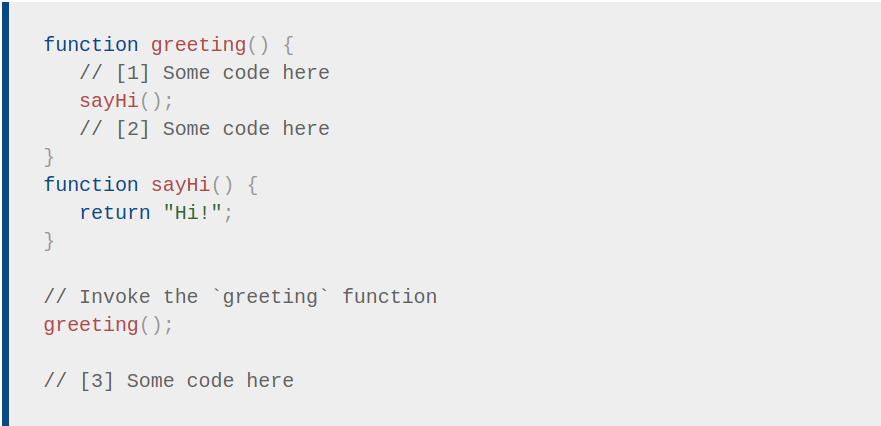 function greeting() {
   // [1] Some code here
   sayHi();
   // [2] Some code here
}
function sayHi() {
   return "Hi!";
}

// Invoke the `greeting` function
greeting();

// [3] Some code here